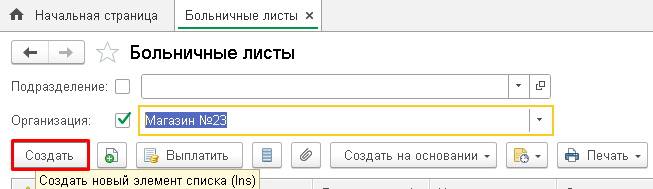 Начальная страница Больничные листы ×
Больничные листы
Подразделение:
Организация: Магазин №23
Создать Выплатить Создать на основании Печать
Создать новый элемент списка (Ins)